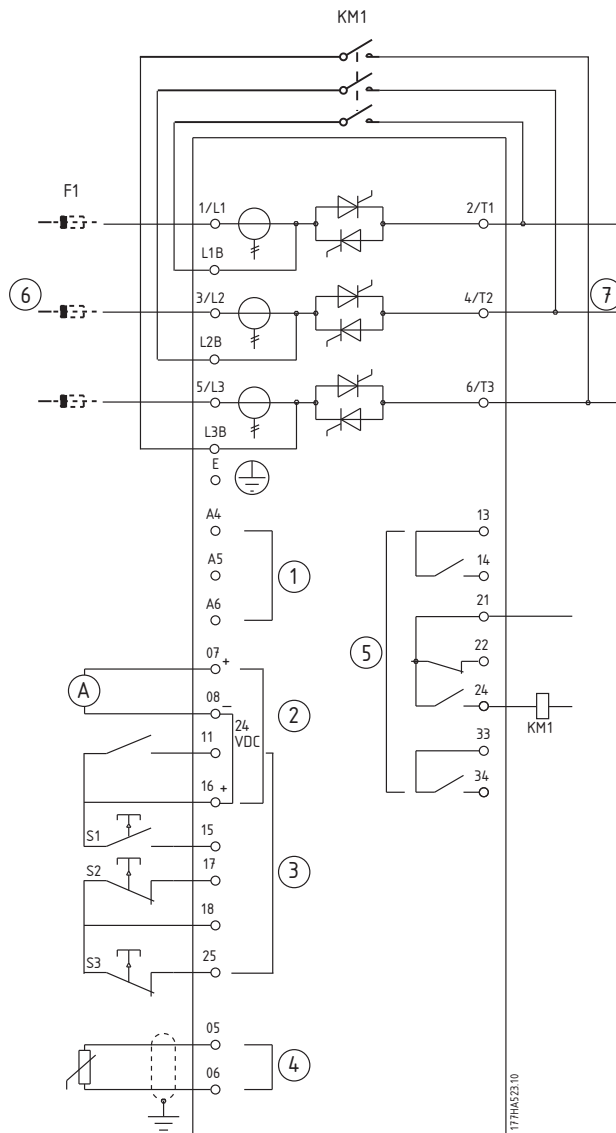 KM1
F1
1/L1
2/T1
L1B
6
3/L2
4/T2
7
L2B
5/L3
6/T3
L3B
E
A4
13
A5
14
1
A6
21
07 +
22
5
A
08 –
24
2
24
VDC
KM1
11
33
16 +
34
S1
15
S2
17
3
18
S3
25
05
4
06
177HA523.10